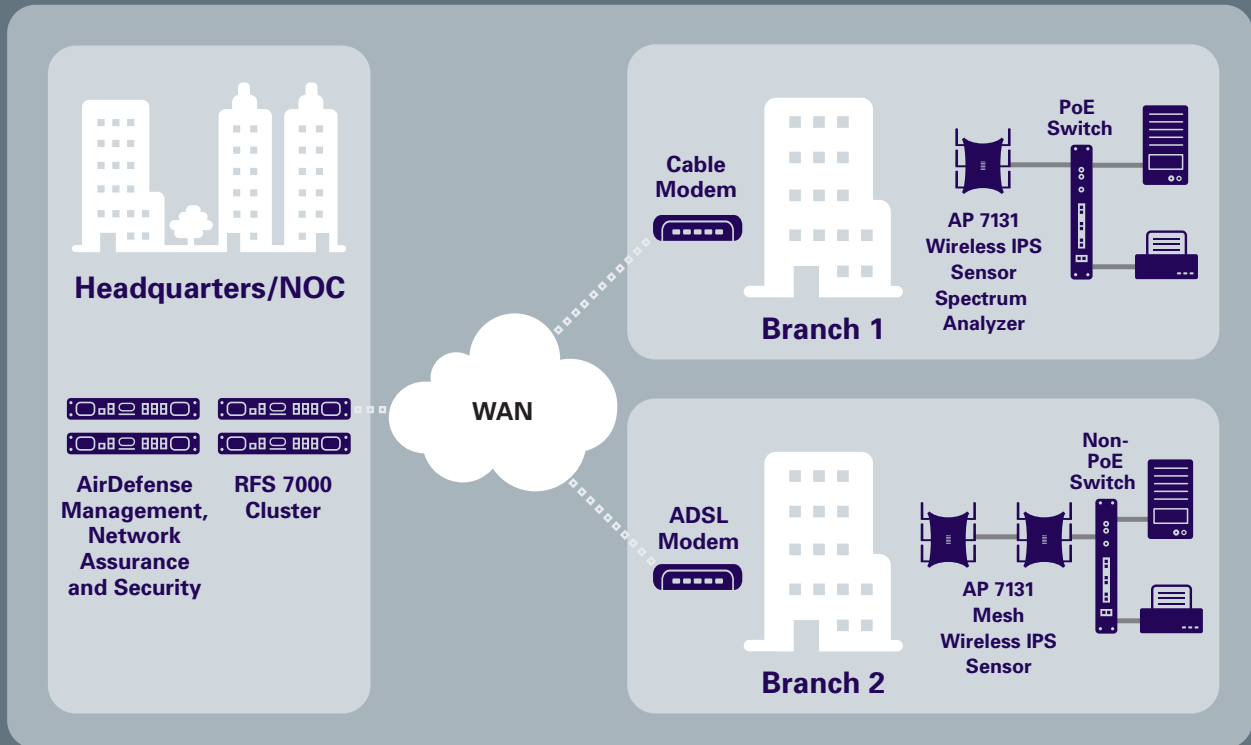 Headquarters/NOC
AirDefense
Management,
Network
Assurance
and Security
RFS 7000
Cluster
WAN
Cable
Modem
Branch 1
PoE
Switch
AP 7131
Wireless IPS
Sensor
Spectrum
Analyzer
ADSL
Modem
Branch 2
Non-
PoE
Switch
AP 7131
Mesh
Wireless IPS
Sensor